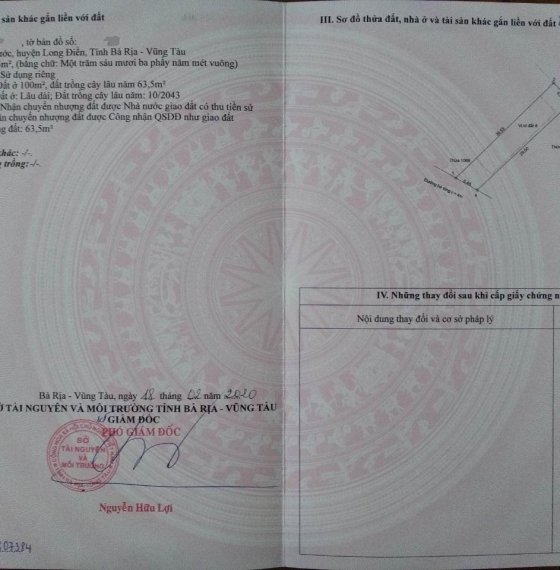 sản khác gắn liền với đất
, tờ bản đồ số:
ước, huyện Long Điền, Tỉnh Bà Rịa - Vũng Tàu
m², (bằng chữ: Một trăm sáu mươi ba phẩy năm mét vuông)
Sử dụng riêng
Đất ở 100m², đất trồng cây lâu năm 63,5m²
ất ở: Lâu dài; Đất trồng cây lâu năm: 10/2043
Nhận chuyển nhượng đất được Nhà nước giao đất có thu tiền sử
n chuyển nhượng đất được Công nhận QSDĐ như giao đất
g đất: 63,5m²
khác: -/-
trồng: -/-
Bà Rịa - Vũng Tàu, ngày 18 tháng 02 năm 2020
Ở TÀI NGUYÊN VÀ MÔI TRƯỜNG TỈNH BÀ RỊA - VŨNG TÀU
GIÁM ĐỐC
PHÓ GIÁM ĐỐC
SỞ
TÀI NGUYÊN
VÀ
MÔI TRƯỜNG
Nguyễn Hữu Lợi
07384
III. Sơ đồ thửa đất, nhà ở và tài sản khác gắn liền với đất
IV. Những thay đổi sau khi cấp giấy chứng n
Nội dung thay đổi và cơ sở pháp lý